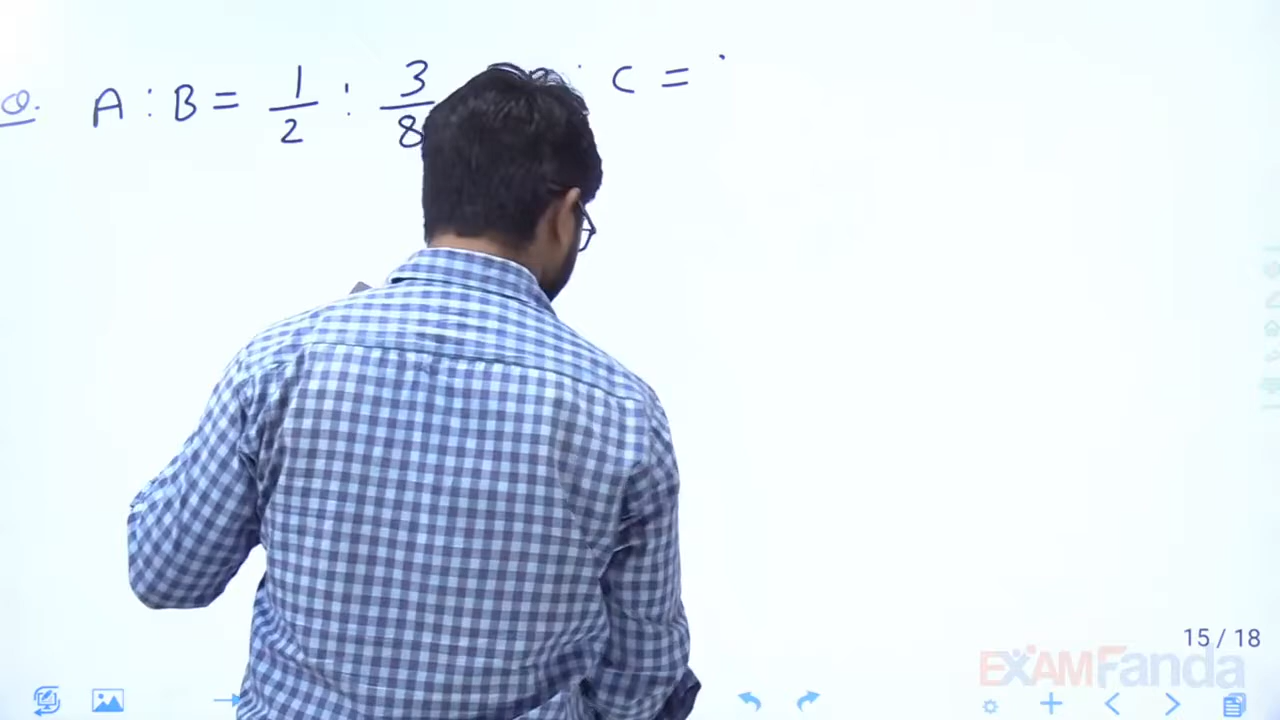 Q. A : B = 1/2 : 3/8 : C =
15 / 18
EXAMFanda